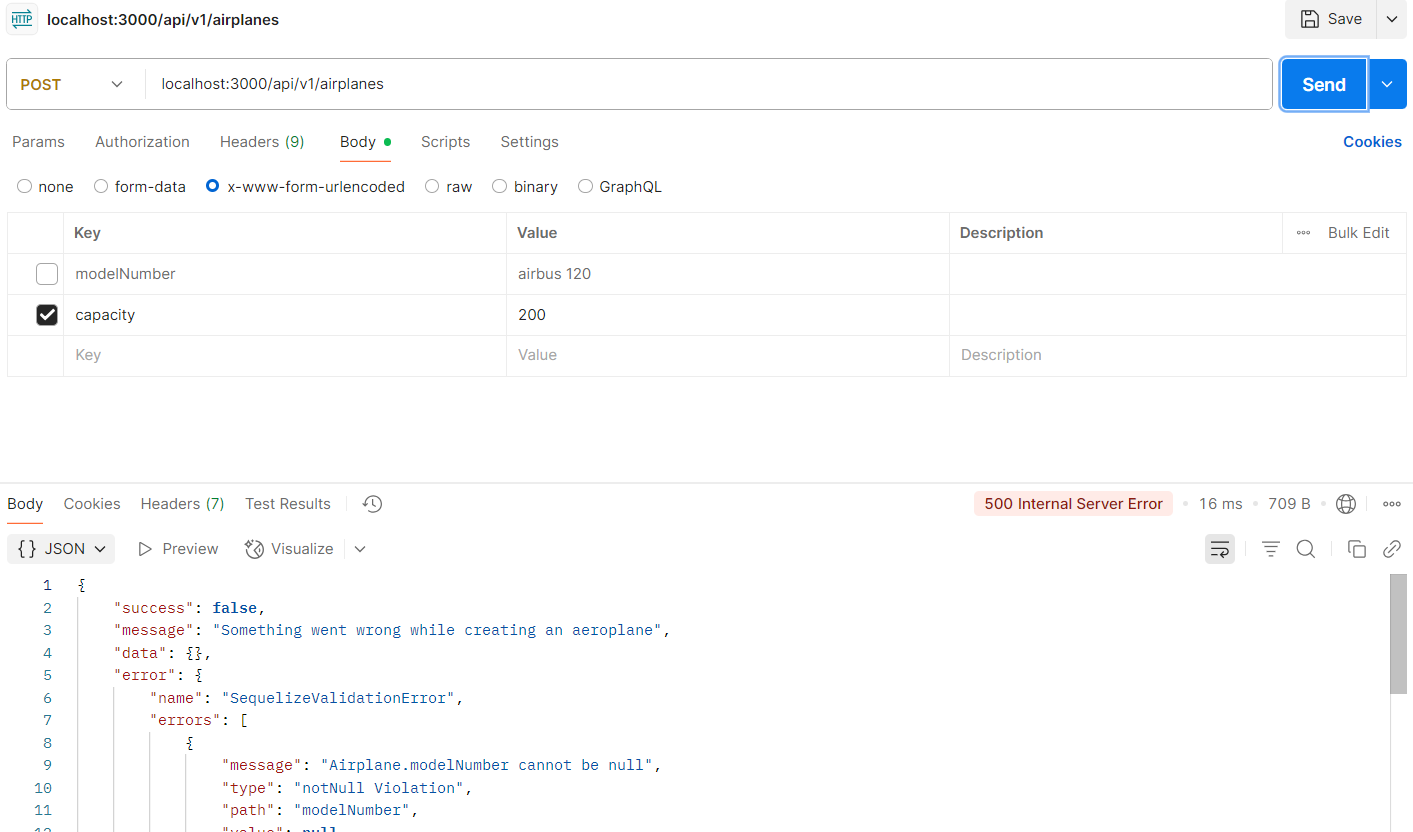 HTTP localhost:3000/api/v1/airplanes Save
POST localhost:3000/api/v1/airplanes Send
Params Authorization Headers (9) Body Scripts Settings Cookies
none form-data x-www-form-urlencoded raw binary GraphQL
Key Value Description Bulk Edit
modelNumber airbus 120
capacity 200
Key Value Description
Body Cookies Headers (7) Test Results 500 Internal Server Error 16 ms 709 B
{} JSON Preview Visualize
1 {
2 "success": false,
3 "message": "Something went wrong while creating an aeroplane",
4 "data": {},
5 "error": {
6 "name": "SequelizeValidationError",
7 "errors": [
8 {
9 "message": "Airplane.modelNumber cannot be null",
10 "type": "notNull Violation",
11 "path": "modelNumber",
12 "value": null